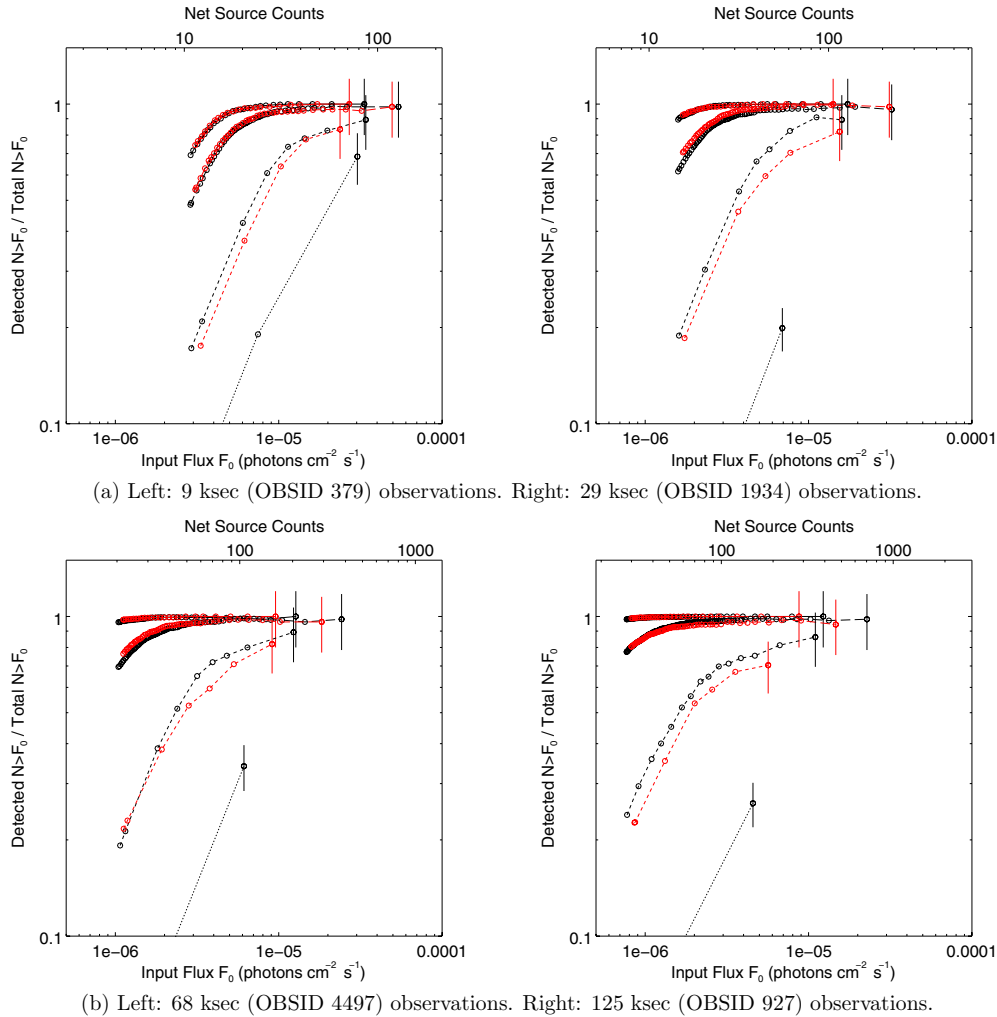 Net Source Counts
Net Source Counts
10 100
10 100
1
0.1
Detected N>F₀ / Total N>F₀
1
0.1
Detected N>F₀ / Total N>F₀
1e-06 1e-05 0.0001
1e-06 1e-05 0.0001
Input Flux F₀ (photons cm⁻² s⁻¹)
Input Flux F₀ (photons cm⁻² s⁻¹)
(a) Left: 9 ksec (OBSID 379) observations. Right: 29 ksec (OBSID 1934) observations.
Net Source Counts
Net Source Counts
100 1000
100 1000
1
0.1
Detected N>F₀ / Total N>F₀
1
0.1
Detected N>F₀ / Total N>F₀
1e-06 1e-05 0.0001
1e-06 1e-05 0.0001
Input Flux F₀ (photons cm⁻² s⁻¹)
Input Flux F₀ (photons cm⁻² s⁻¹)
(b) Left: 68 ksec (OBSID 4497) observations. Right: 125 ksec (OBSID 927) observations.